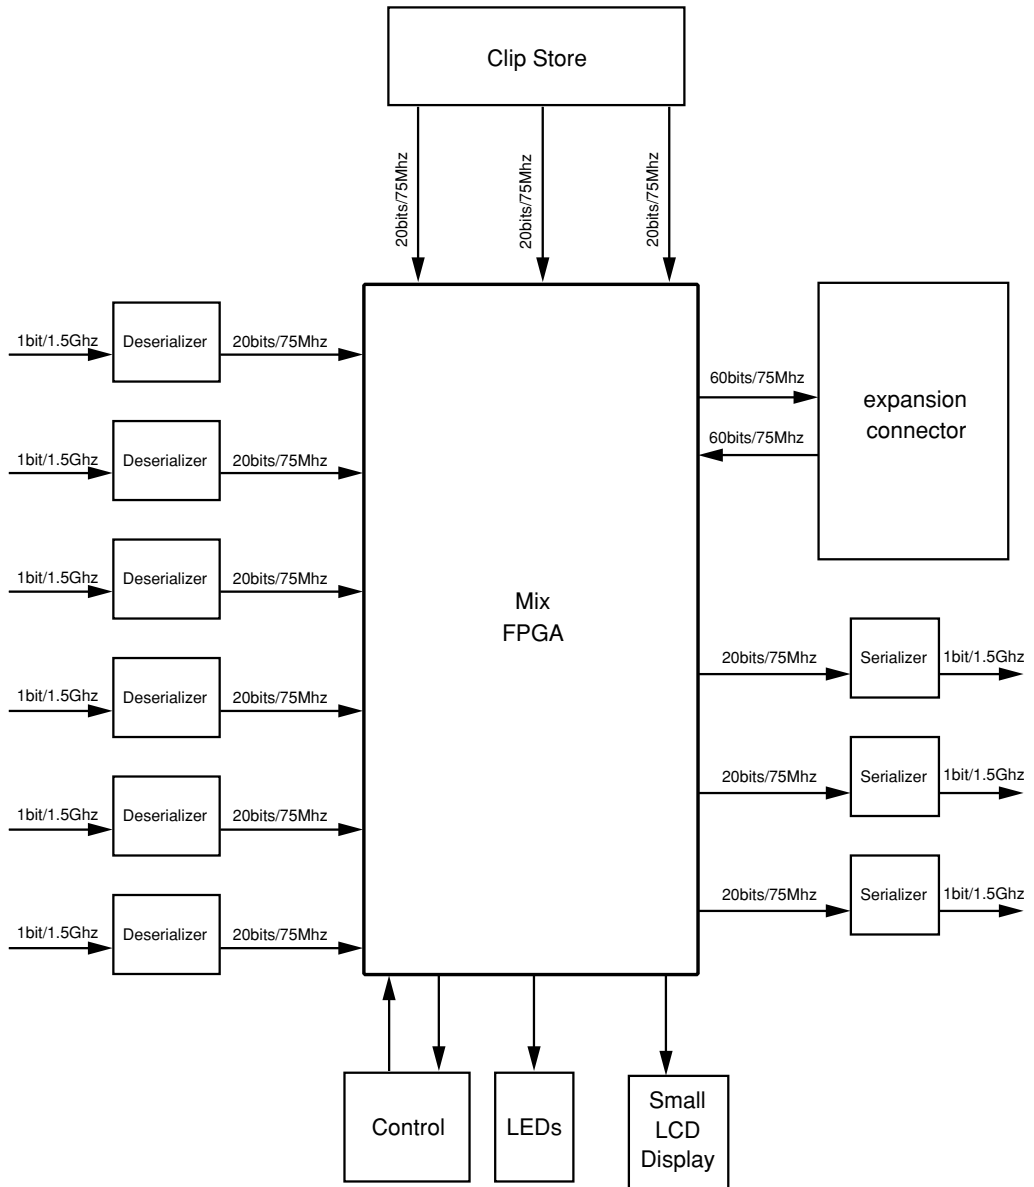 Clip Store
20bits/75Mhz
20bits/75Mhz
20bits/75Mhz
1bit/1.5Ghz
Deserializer
20bits/75Mhz
1bit/1.5Ghz
Deserializer
20bits/75Mhz
1bit/1.5Ghz
Deserializer
20bits/75Mhz
1bit/1.5Ghz
Deserializer
20bits/75Mhz
1bit/1.5Ghz
Deserializer
20bits/75Mhz
1bit/1.5Ghz
Deserializer
20bits/75Mhz
Mix
FPGA
60bits/75Mhz
60bits/75Mhz
expansion
connector
20bits/75Mhz
Serializer
1bit/1.5Ghz
20bits/75Mhz
Serializer
1bit/1.5Ghz
20bits/75Mhz
Serializer
1bit/1.5Ghz
Control
LEDs
Small
LCD
Display